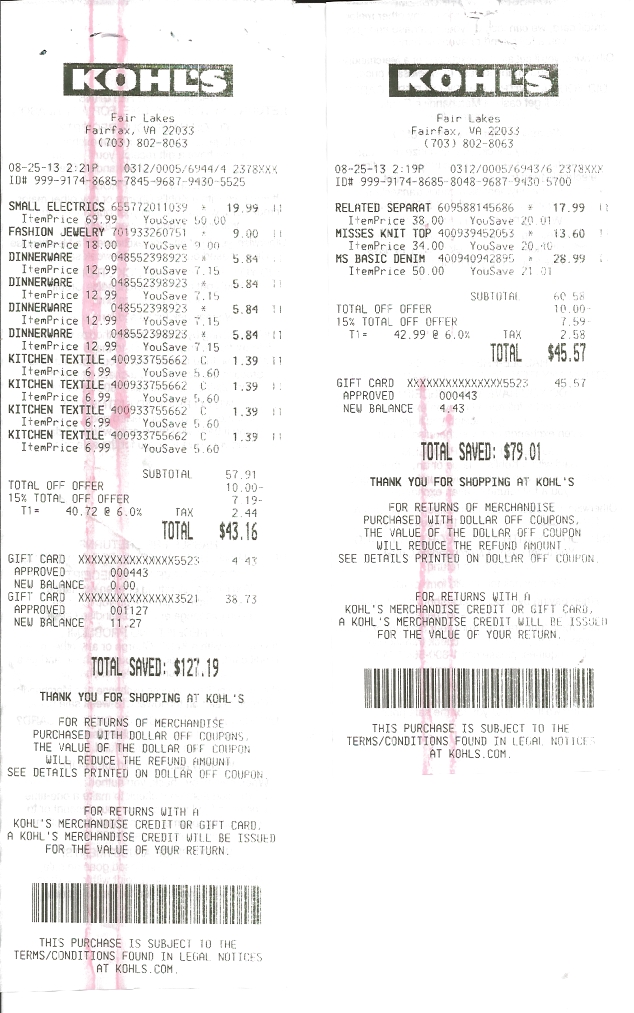 KOHL'S
Fair Lakes
Fairfax, VA 22033
(703) 802-8063
08-25-13 2:21P 0312/0005/6944/4 2378XXX
ID# 999-9174-8685-7845-9687-9430-5525
SMALL ELECTRICS 655772011039 * 19.99 11
ItemPrice 69.99 YouSave 50.00
FASHION JEWELRY 701933260751 * 9.00 11
ItemPrice 18.00 YouSave 9.00
DINNERWARE 048552398923 * 5.84 11
ItemPrice 12.99 YouSave 7.15
DINNERWARE 048552398923 * 5.84 11
ItemPrice 12.99 YouSave 7.15
DINNERWARE 048552398923 * 5.84 11
ItemPrice 12.99 YouSave 7.15
DINNERWARE 048552398923 * 5.84 11
ItemPrice 12.99 YouSave 7.15
KITCHEN TEXTILE 400933755662 C 1.39 11
ItemPrice 6.99 YouSave 5.60
KITCHEN TEXTILE 400933755662 C 1.39 11
ItemPrice 6.99 YouSave 5.60
KITCHEN TEXTILE 400933755662 C 1.39 11
ItemPrice 6.99 YouSave 5.60
KITCHEN TEXTILE 400933755662 C 1.39 11
ItemPrice 6.99 YouSave 5.60
SUBTOTAL 57.91
TOTAL OFF OFFER 10.00-
15% TOTAL OFF OFFER 7.19-
T1= 40.72 @ 6.0% TAX 2.44
TOTAL $43.16
GIFT CARD XXXXXXXXXXXXXXX5523 4.43
APPROVED 000443
NEW BALANCE 0.00
GIFT CARD XXXXXXXXXXXXXXX3521 38.73
APPROVED 001127
NEW BALANCE 11.27
TOTAL SAVED: $127.19
THANK YOU FOR SHOPPING AT KOHL'S
FOR RETURNS OF MERCHANDISE
PURCHASED WITH DOLLAR OFF COUPONS,
THE VALUE OF THE DOLLAR OFF COUPON
WILL REDUCE THE REFUND AMOUNT.
SEE DETAILS PRINTED ON DOLLAR OFF COUPON.
FOR RETURNS WITH A
KOHL'S MERCHANDISE CREDIT OR GIFT CARD,
A KOHL'S MERCHANDISE CREDIT WILL BE ISSUED
FOR THE VALUE OF YOUR RETURN.
THIS PURCHASE IS SUBJECT TO THE
TERMS/CONDITIONS FOUND IN LEGAL NOTICES
AT KOHLS.COM.
KOHL'S
Fair Lakes
Fairfax, VA 22033
(703) 802-8063
08-25-13 2:19P 0312/0005/6943/6 2378XXX
ID# 999-9174-8685-8048-9687-9430-5700
RELATED SEPARAT 609588145686 * 17.99 11
ItemPrice 38.00 YouSave 20.01
MISSES KNIT TOP 400939452053 * 13.60
ItemPrice 34.00 YouSave 20.40
MS BASIC DENIM 400940942895 * 28.99
ItemPrice 50.00 YouSave 21.01
SUBTOTAL 60.58
TOTAL OFF OFFER 10.00-
15% TOTAL OFF OFFER 7.59-
T1= 42.99 @ 6.0% TAX 2.58
TOTAL $45.57
GIFT CARD XXXXXXXXXXXXXXX5523 45.57
APPROVED 000443
NEW BALANCE 4.43
TOTAL SAVED: $79.01
THANK YOU FOR SHOPPING AT KOHL'S
FOR RETURNS OF MERCHANDISE
PURCHASED WITH DOLLAR OFF COUPONS,
THE VALUE OF THE DOLLAR OFF COUPON
WILL REDUCE THE REFUND AMOUNT.
SEE DETAILS PRINTED ON DOLLAR OFF COUPON.
FOR RETURNS WITH A
KOHL'S MERCHANDISE CREDIT OR GIFT CARD,
A KOHL'S MERCHANDISE CREDIT WILL BE ISSUED
FOR THE VALUE OF YOUR RETURN.
THIS PURCHASE IS SUBJECT TO THE
TERMS/CONDITIONS FOUND IN LEGAL NOTICES
AT KOHLS.COM.